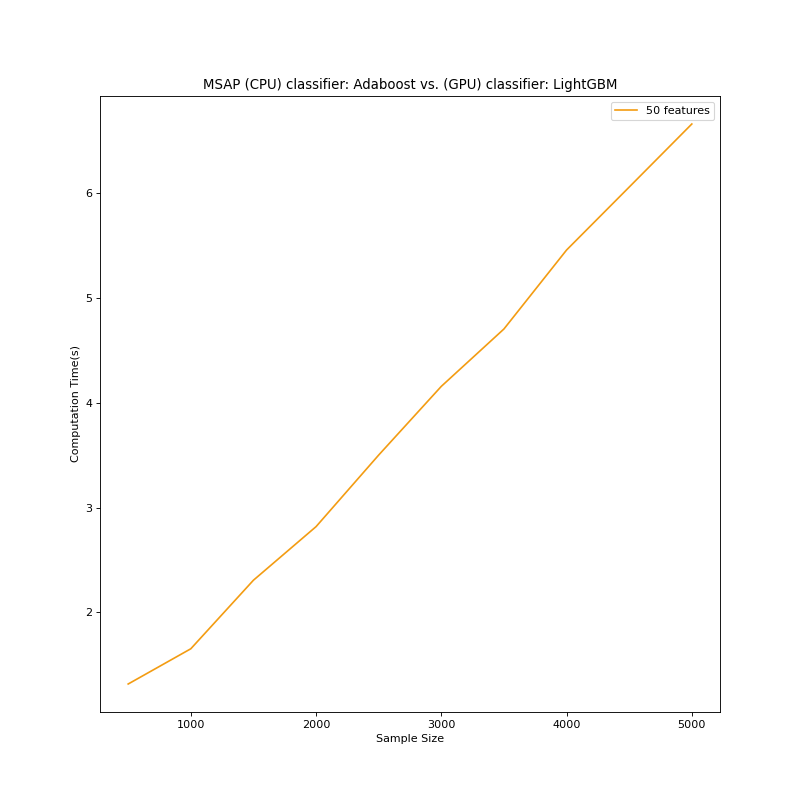 MSAP (CPU) classifier: Adaboost vs. (GPU) classifier: LightGBM
50 features
6
5
4
3
2
Computation Time(s)
1000 2000 3000 4000 5000
Sample Size